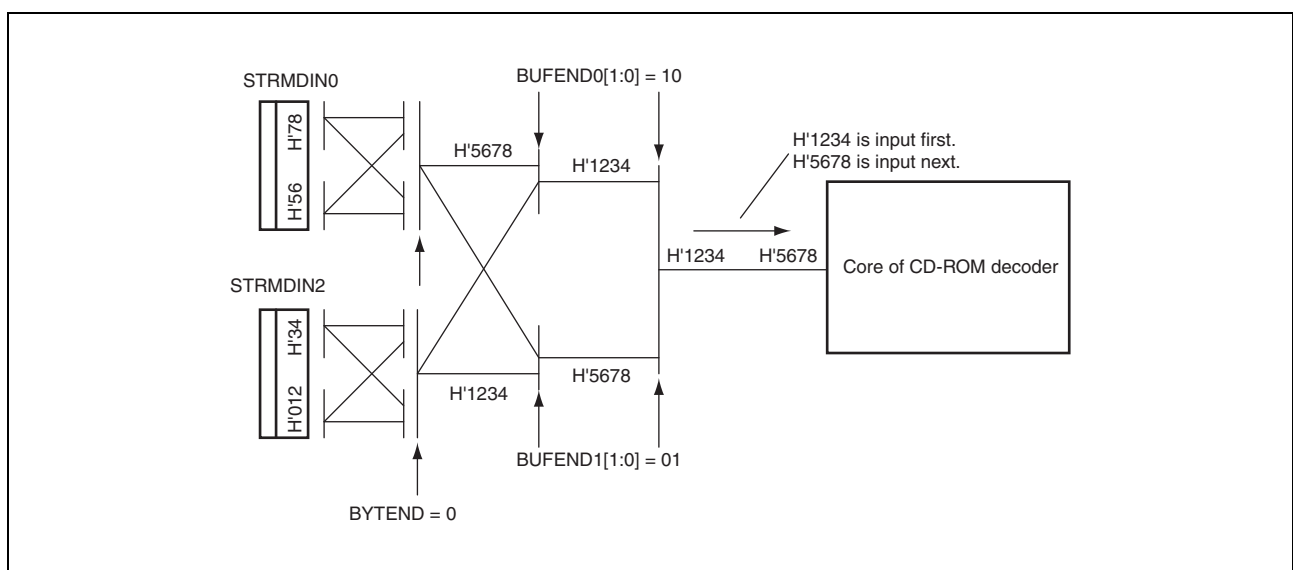 STRMDIN0
H'78
H'56
BUFEND0[1:0] = 10
H'5678
H'1234
H'1234 is input first.
H'5678 is input next.
H'1234
H'5678
Core of CD-ROM decoder
STRMDIN2
H'34
H'012
H'1234
H'5678
BUFEND1[1:0] = 01
BYTEND = 0